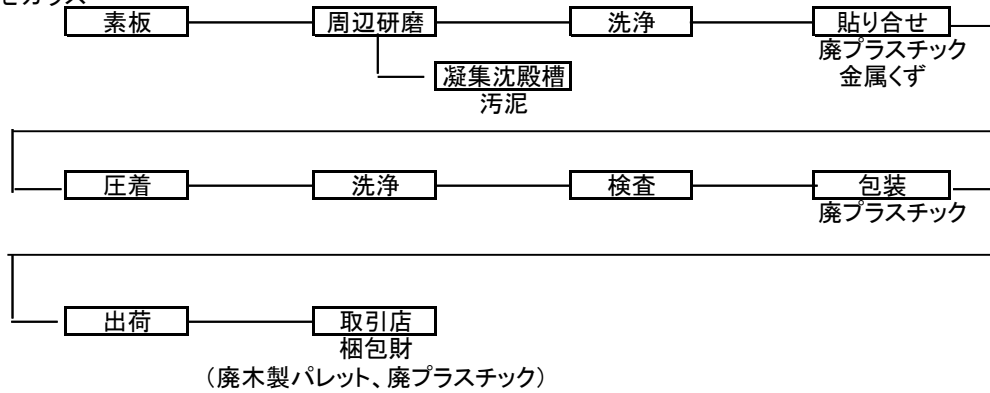 素板 周辺研磨 洗浄 貼り合せ
廃プラスチック
凝集沈殿槽 金属くず
汚泥
圧着 洗浄 検査 包装
廃プラスチック
出荷 取引店
梱包財
（廃木製パレット、廃プラスチック）